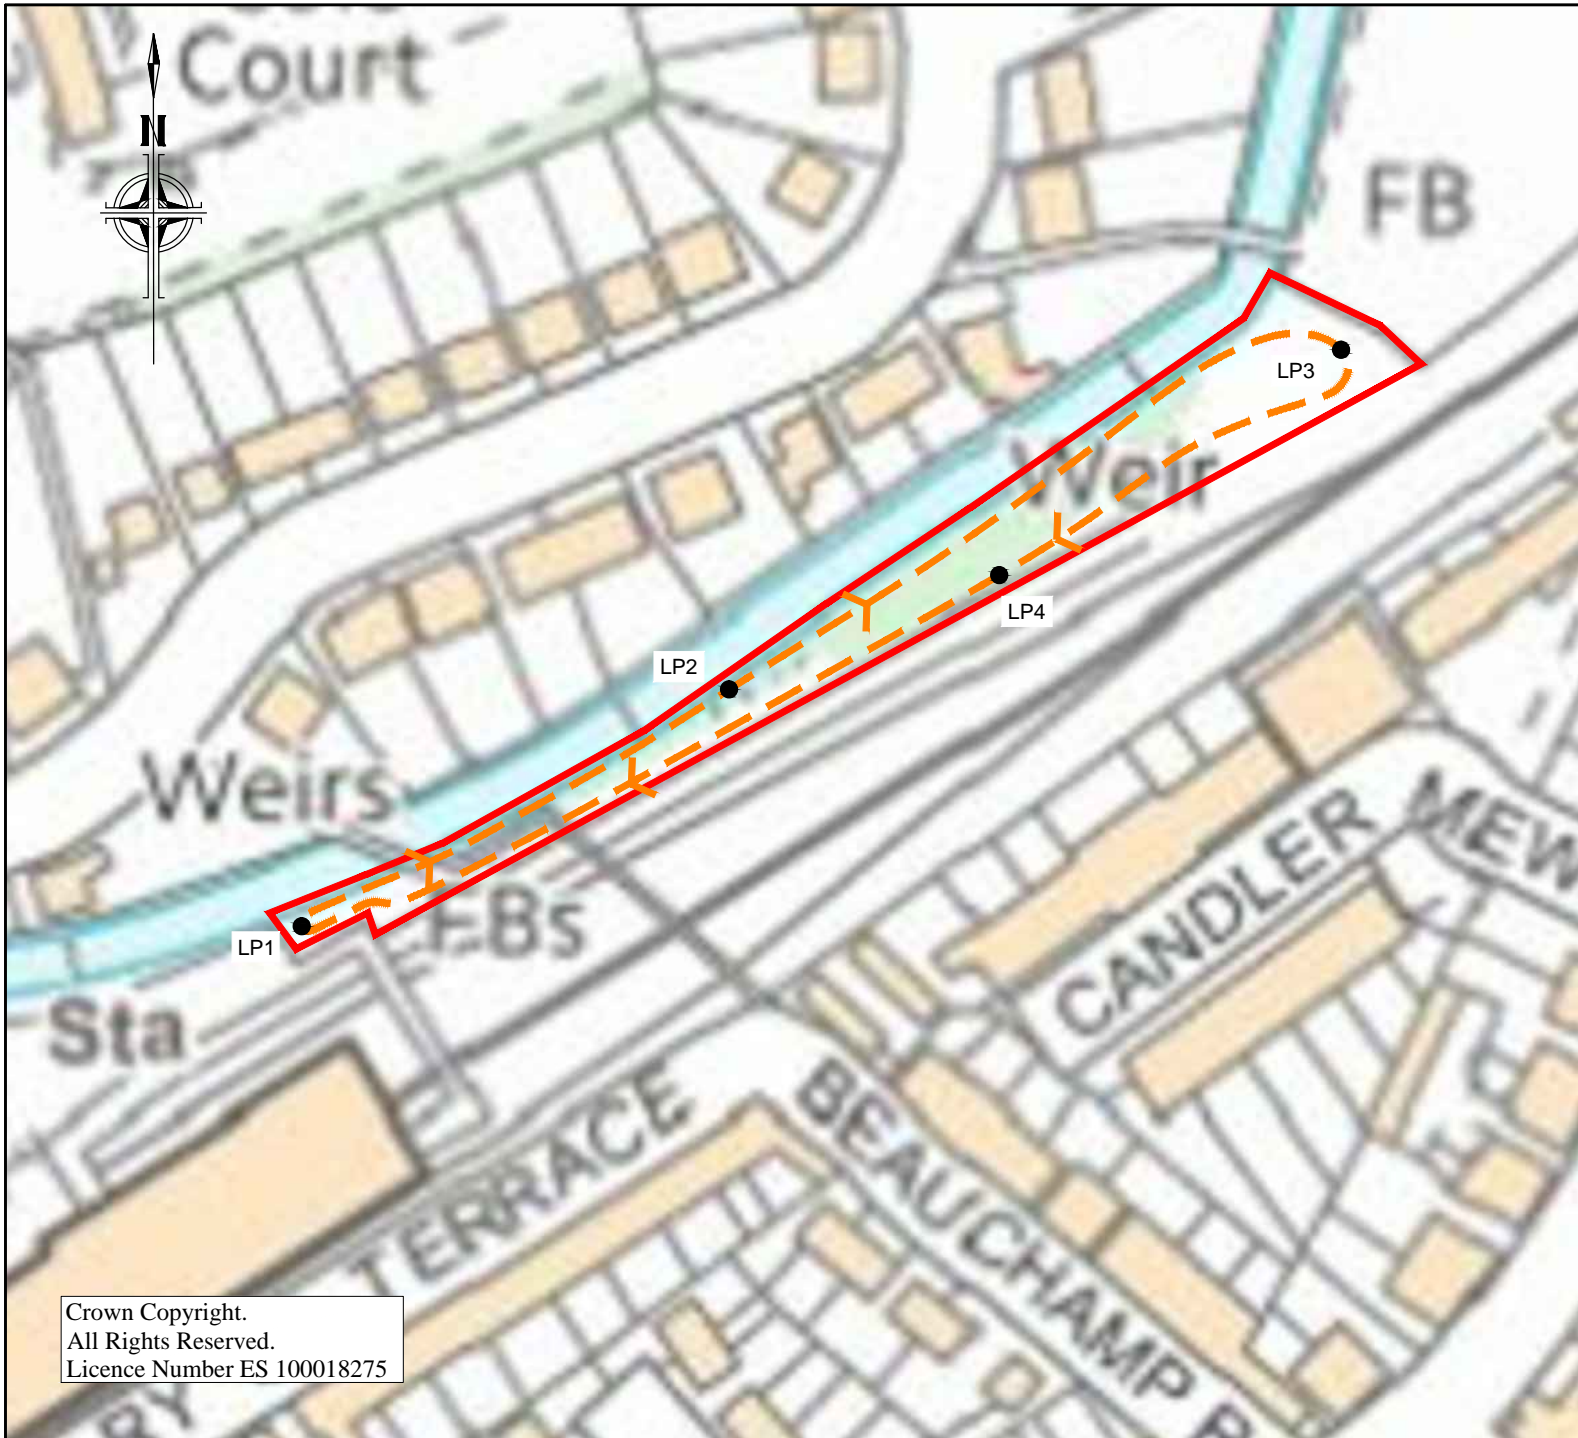 Court
N
FB
LP3
Weir
LP4
LP2
Weirs
MEW
CANDLER
FBs
LP1
Sta
TERRACE
BEAUCHAMP R
RY
Crown Copyright.
All Rights Reserved.
Licence Number ES 100018275